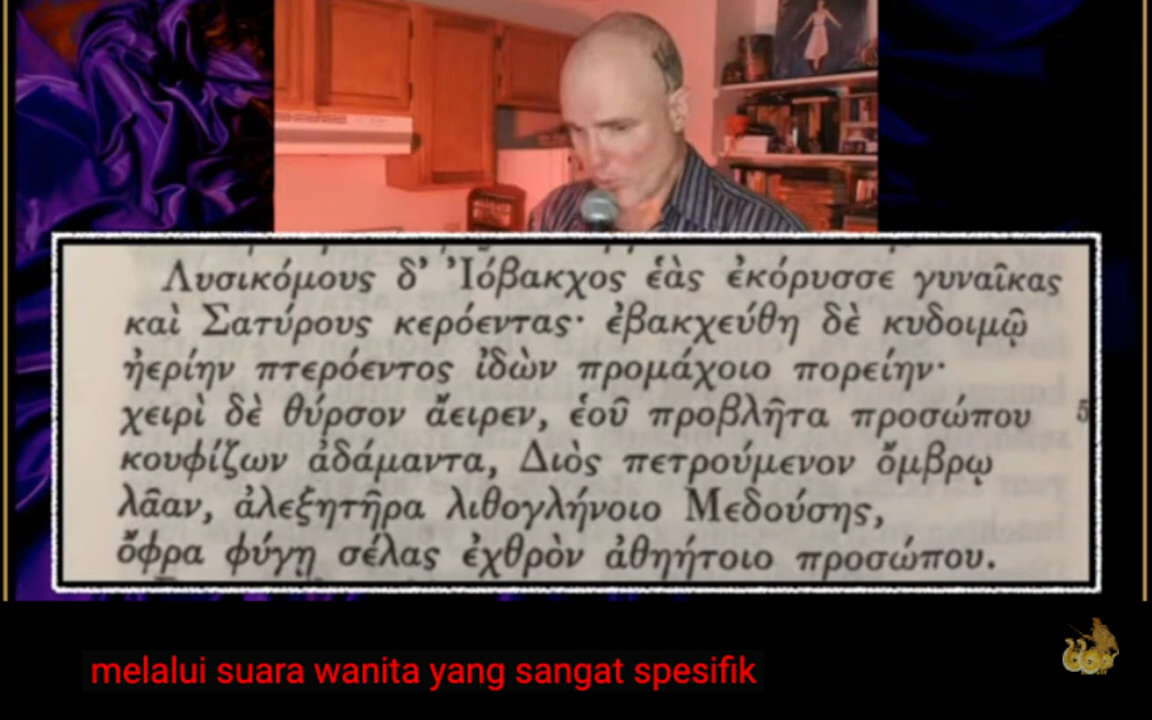 Λυσικόμους δ’ Ἰόβακχος ἑὰς ἐκόρυσσε γυναῖκας
καὶ Σατύρους κερόεντας· ἐβακχεύθη δὲ κυδοιμῷ
ἠερίην πτερόεντος ἰδὼν προμάχοιο πορείην·
χειρὶ δὲ θύρσον ἄειρεν, ἑοῦ προβλῆτα προσώπου 5
κουφίζων ἀδάμαντα, Διὸς πετρούμενον ὄμβρῳ
λᾶαν, ἀλεξητῆρα λιθογλήνοιο Μεδούσης,
ὄφρα φύγῃ σέλας ἐχθρὸν ἀθηήτοιο προσώπου.
melalui suara wanita yang sangat spesifik